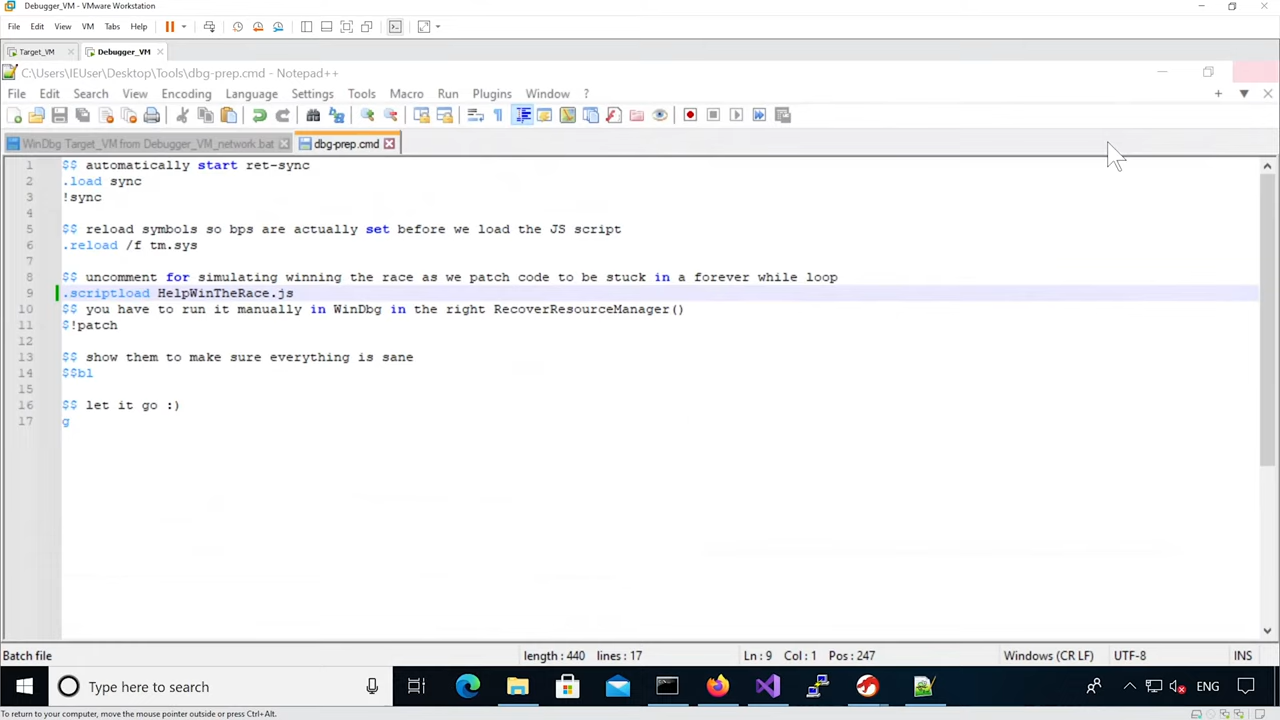 Debugger_VM - VMware Workstation
File Edit View VM Tabs Help
Target_VM Debugger_VM
C:\Users\IEUser\Desktop\Tools\dbg-prep.cmd - Notepad++
File Edit Search View Encoding Language Settings Tools Macro Run Plugins Window ?
WinDbg Target_VM from Debugger_VM_network.bat dbg-prep.cmd
1 $$ automatically start ret-sync
2 .load sync
3 !sync
4
5 $$ reload symbols so bps are actually set before we load the JS script
6 .reload /f tm.sys
7
8 $$ uncomment for simulating winning the race as we patch code to be stuck in a forever while loop
9 .scriptload HelpWinTheRace.js
10 $$ you have to run it manually in WinDbg in the right RecoverResourceManager()
11 $!patch
12
13 $$ show them to make sure everything is sane
14 $$bl
15
16 $$ let it go :)
17 g
Batch file length : 440 lines : 17 Ln : 9 Col : 1 Pos : 247 Windows (CR LF) UTF-8 INS
Type here to search ENG
To return to your computer, move the mouse pointer outside or press Ctrl+Alt.